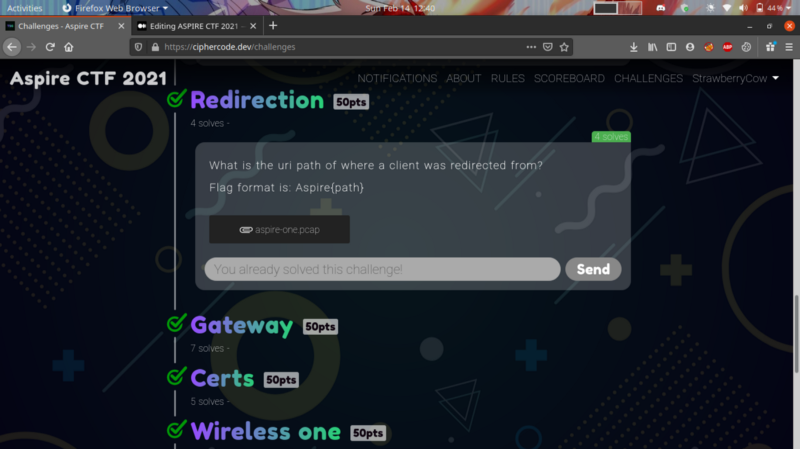 Activities Firefox Web Browser Sun Feb 14 12:40 44 %
Challenges - Aspire CTF Editing ASPIRE CTF 2021 –
https://ciphercode.dev/challenges
Aspire CTF 2021 NOTIFICATIONS ABOUT RULES SCOREBOARD CHALLENGES StrawberryCow
Redirection 50pts
4 solves -
4 solves
What is the uri path of where a client was redirected from?
Flag format is: Aspire{path}
aspire-one.pcap
You already solved this challenge! Send
Gateway 50pts
7 solves -
Certs 50pts
5 solves -
Wireless one 50pts